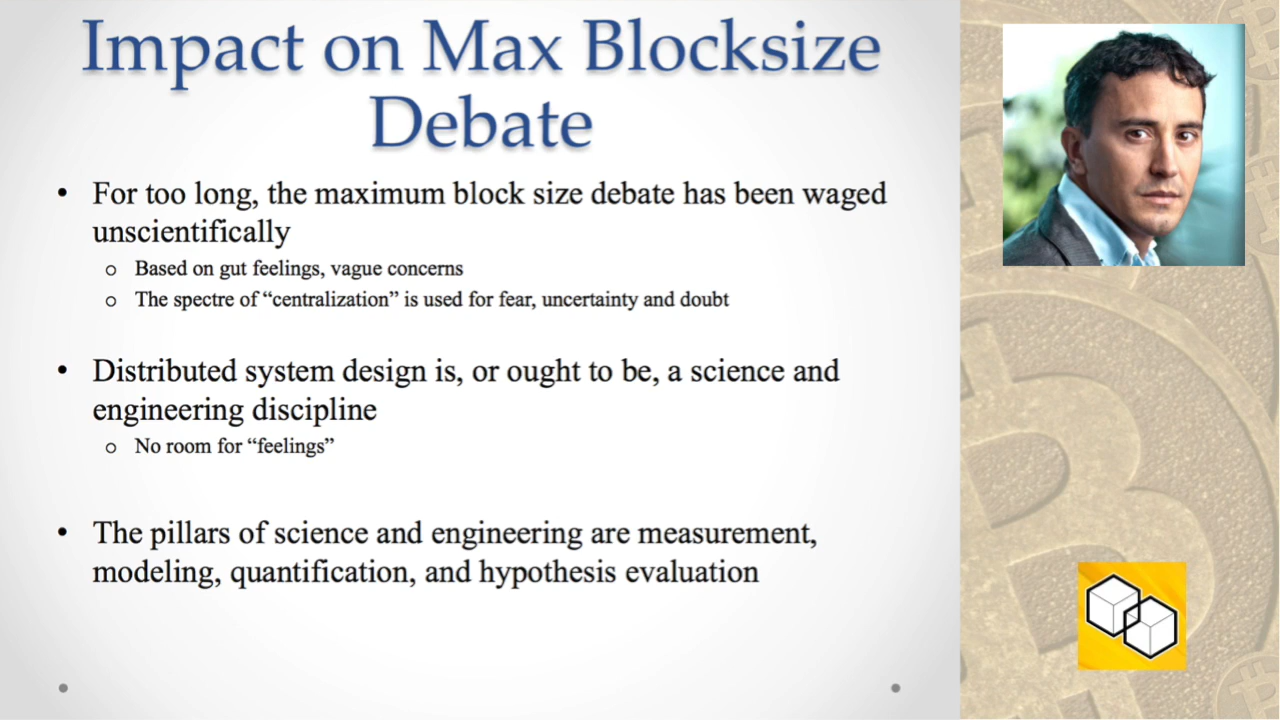 Impact on Max Blocksize
Debate
• For too long, the maximum block size debate has been waged
unscientifically
o Based on gut feelings, vague concerns
o The spectre of “centralization” is used for fear, uncertainty and doubt
• Distributed system design is, or ought to be, a science and
engineering discipline
o No room for “feelings”
• The pillars of science and engineering are measurement,
modeling, quantification, and hypothesis evaluation